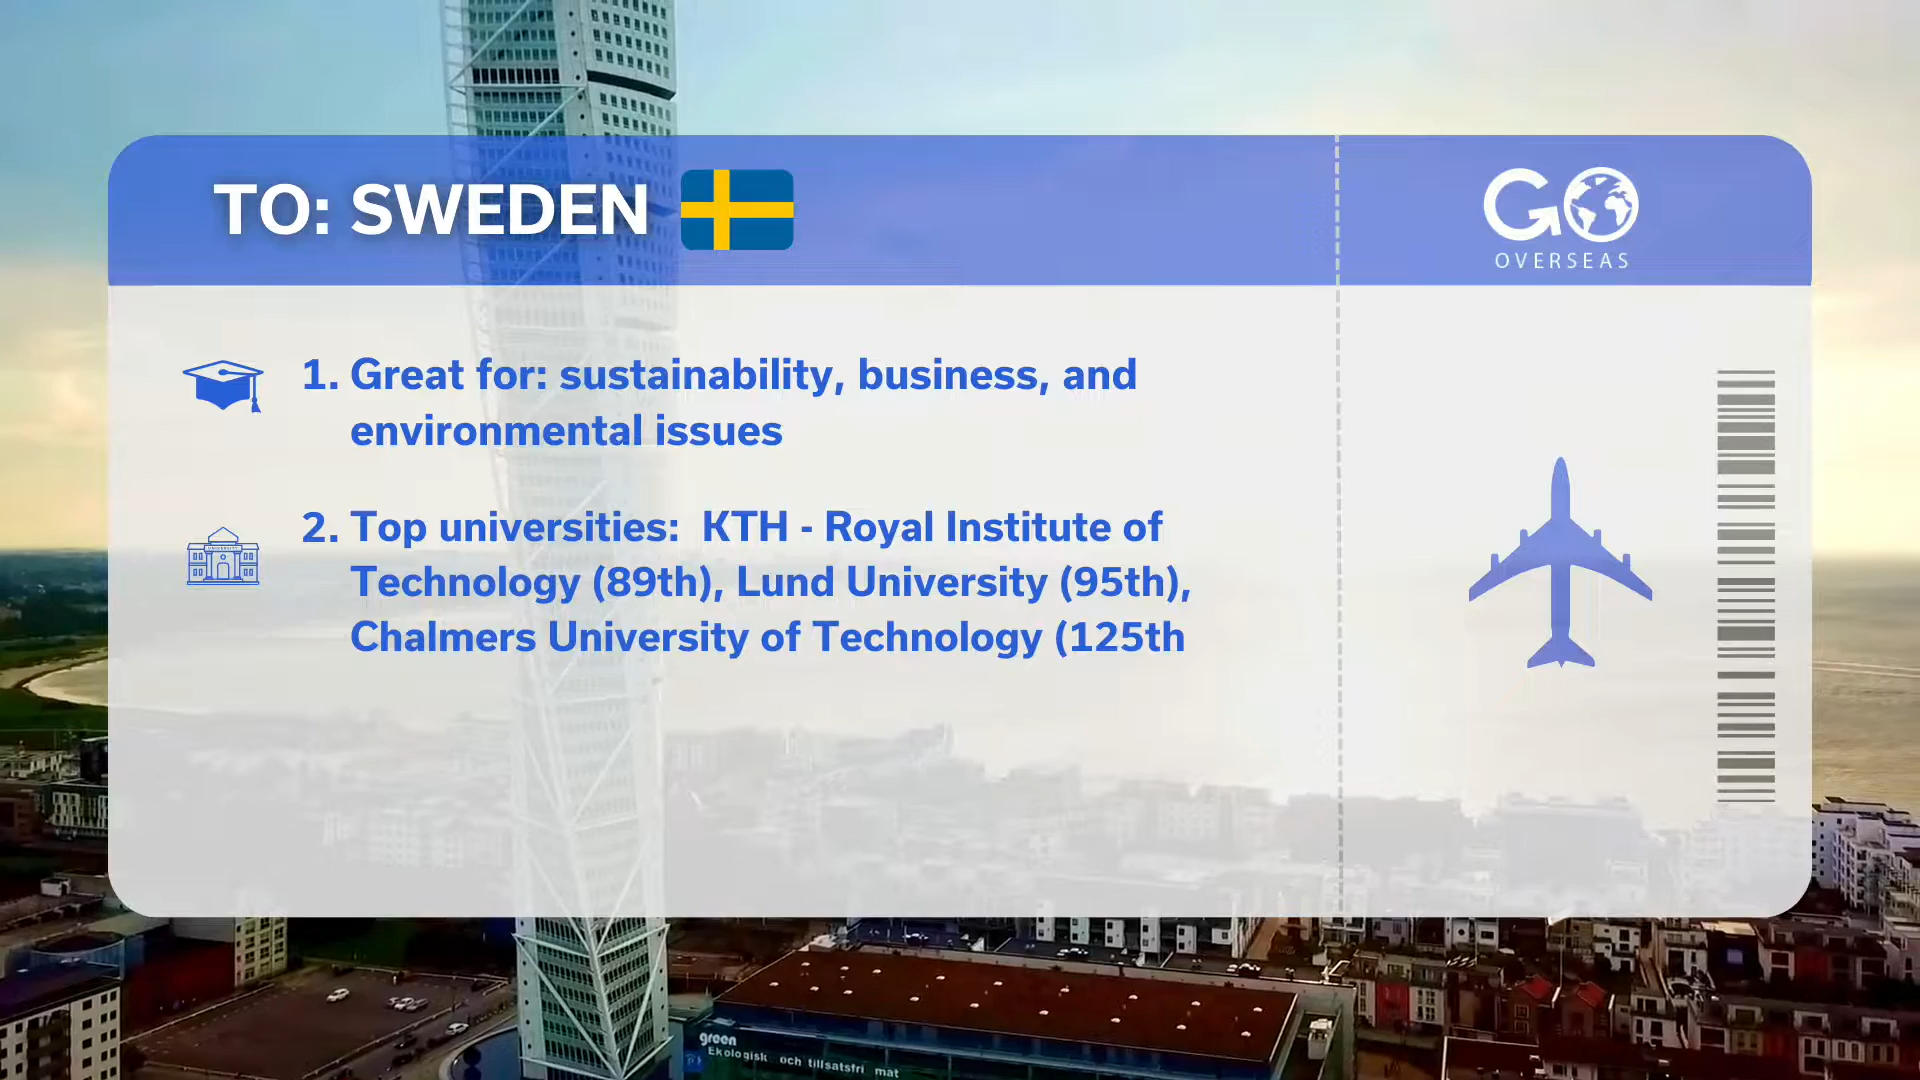 TO: SWEDEN
GO
OVERSEAS
1. Great for: sustainability, business, and
environmental issues
2. Top universities:  KTH - Royal Institute of
Technology (89th), Lund University (95th),
Chalmers University of Technology (125th
UNIVERSITY
green
Ekologisk och tillsatsfri mat